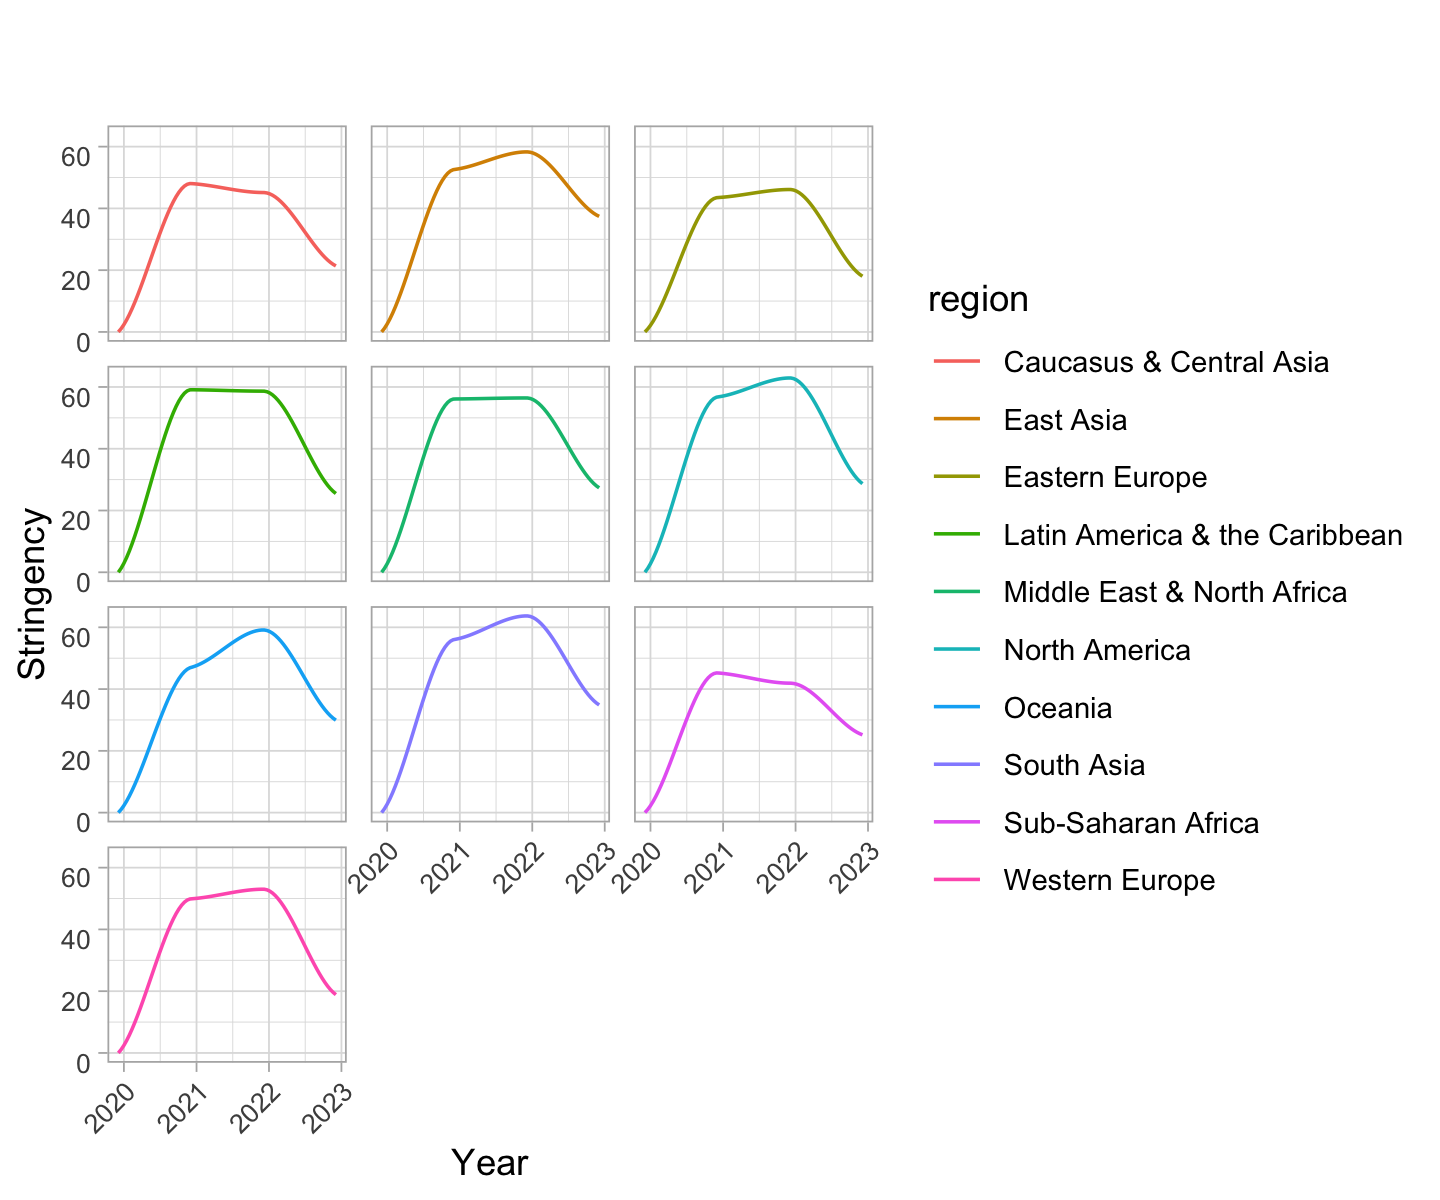 60
40
20
0
60
40
20
0
60
40
20
0
2020
2021
2022
2023
2020
2021
2022
2023
60
40
20
0
2020
2021
2022
2023
Stringency
Year
region
Caucasus & Central Asia
East Asia
Eastern Europe
Latin America & the Caribbean
Middle East & North Africa
North America
Oceania
South Asia
Sub-Saharan Africa
Western Europe